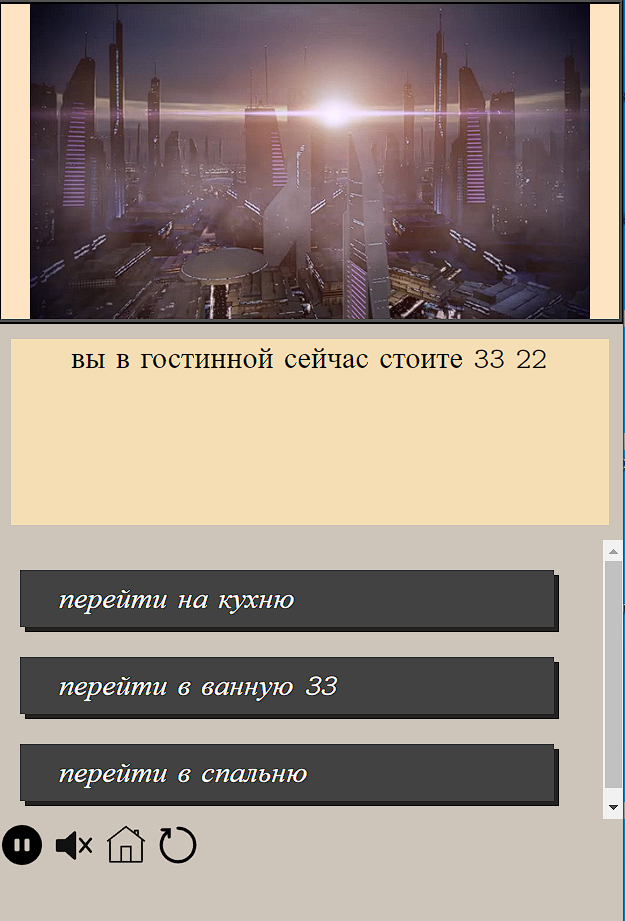 вы в гостинной сейчас стоите 33 22
перейти на кухню
перейти в ванную 33
перейти в спальню